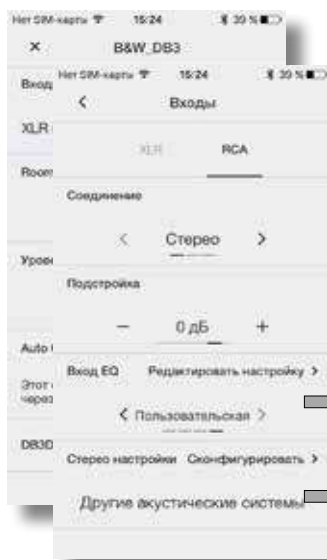 Нет SIM-карты 15:24 39 %
× B&W_DB3
Вход
XLR
Room
Уровн
Auto
Этот
через
DB3D
Нет SIM-карты 15:24 39 %
< Входы
XLR RCA
Соединение
< Стерео >
Подстройка
− 0 дБ +
Вход EQ Редактировать настройку >
< Пользовательская >
Стерео настройки Сконфигурировать >
Другие акустические системы